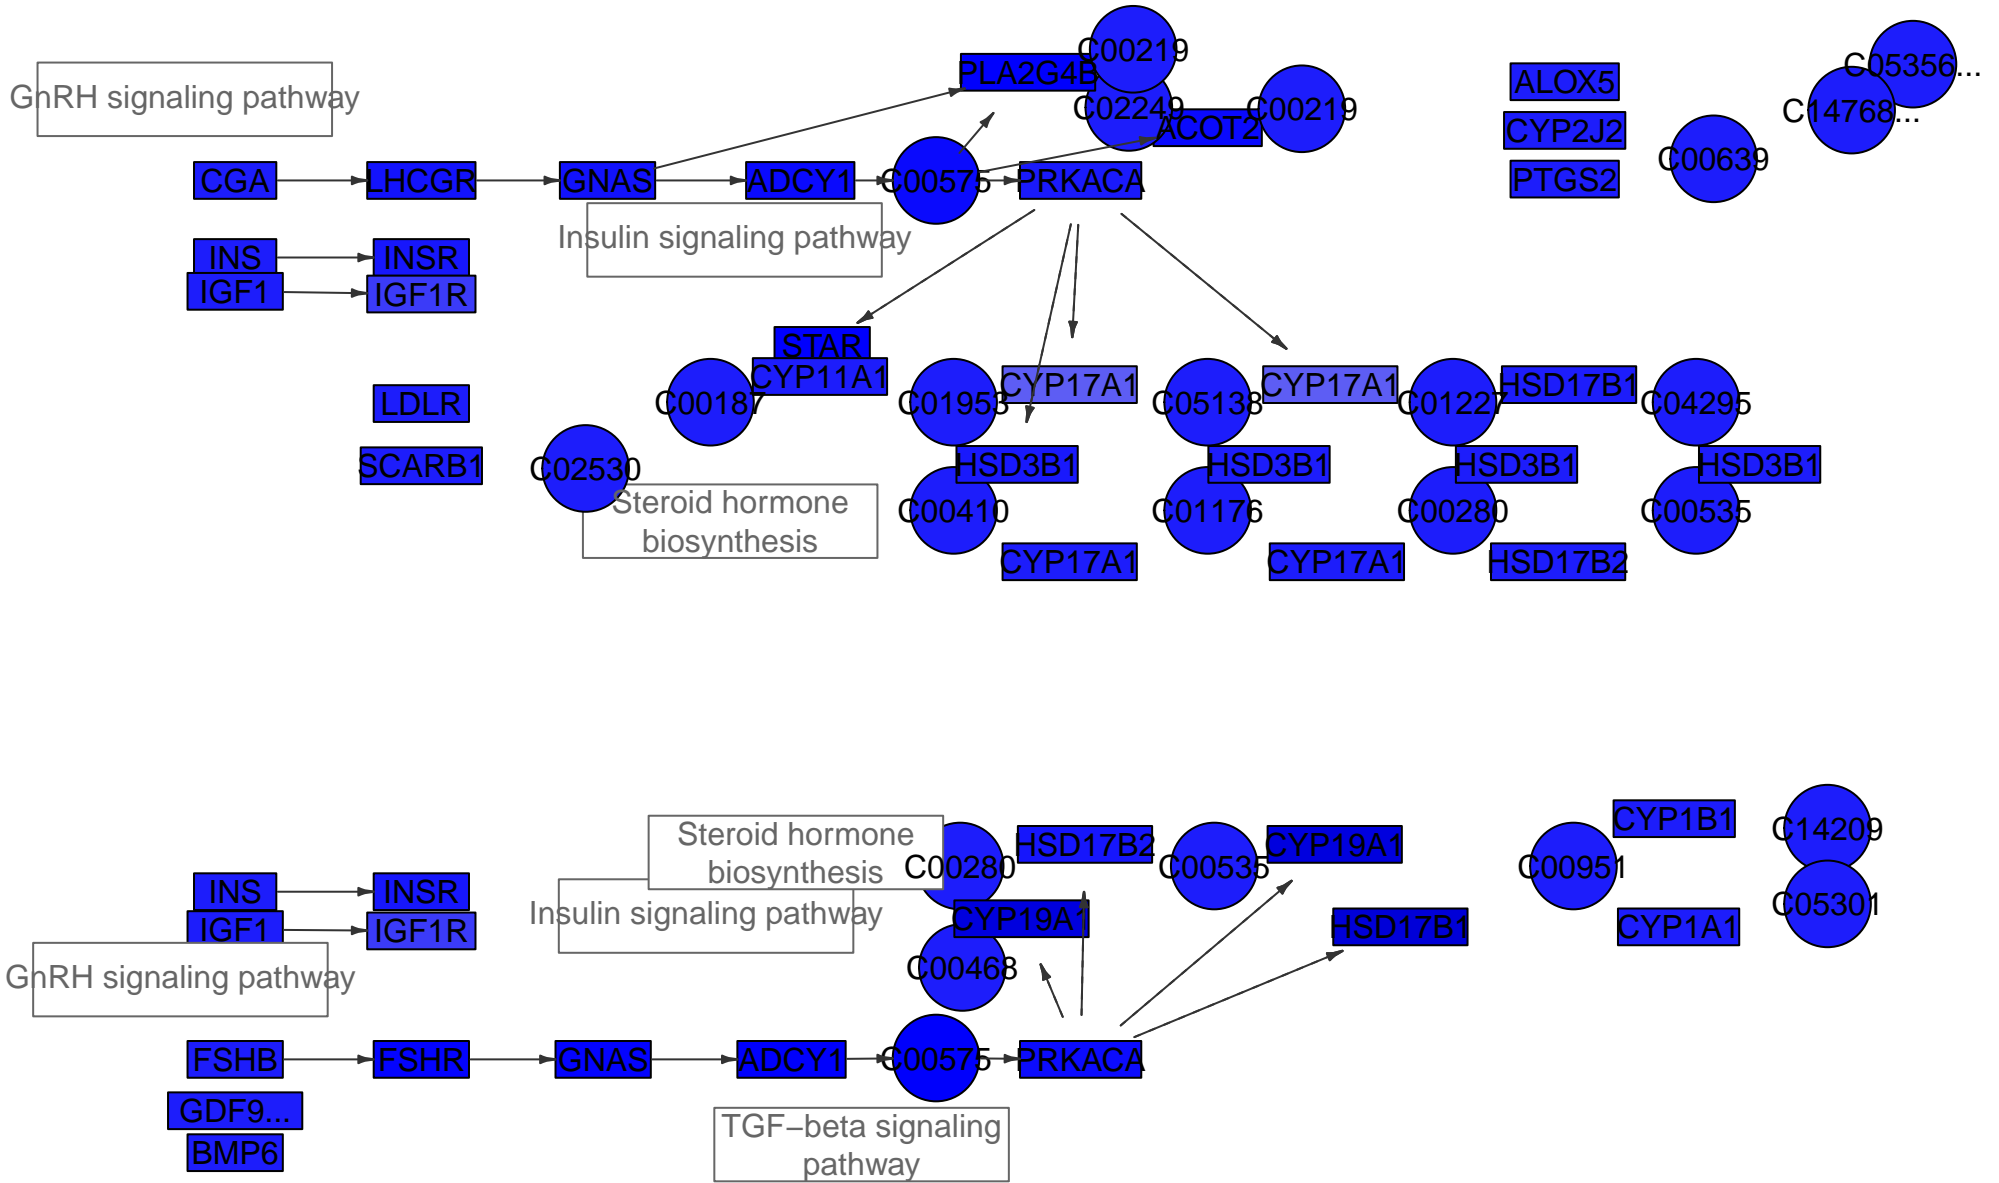 C00219
C05356...
PLA2G4B
ALOX5
GnRH signaling pathway
C02249
C00219
C14768...
ACOT2
CYP2J2
C00639
CGA
LHCGR
GNAS
ADCY1
C00575
PRKACA
PTGS2
Insulin signaling pathway
INS
INSR
IGF1
IGF1R
STAR
CYP11A1
CYP17A1
CYP17A1
HSD17B1
LDLR
C00187
C01953
C05138
C01227
C04295
SCARB1
C02530
HSD3B1
HSD3B1
HSD3B1
HSD3B1
Steroid hormone
biosynthesis
C00410
C01176
C00280
C00535
CYP17A1
CYP17A1
HSD17B2
Steroid hormone
biosynthesis
C00280
HSD17B2
C00535
CYP19A1
C00951
CYP1B1
C14209
INS
INSR
Insulin signaling pathway
CYP19A1
HSD17B1
CYP1A1
C05301
IGF1
IGF1R
GnRH signaling pathway
C00468
FSHB
FSHR
GNAS
ADCY1
C00575
PRKACA
GDF9...
BMP6
TGF−beta signaling
pathway